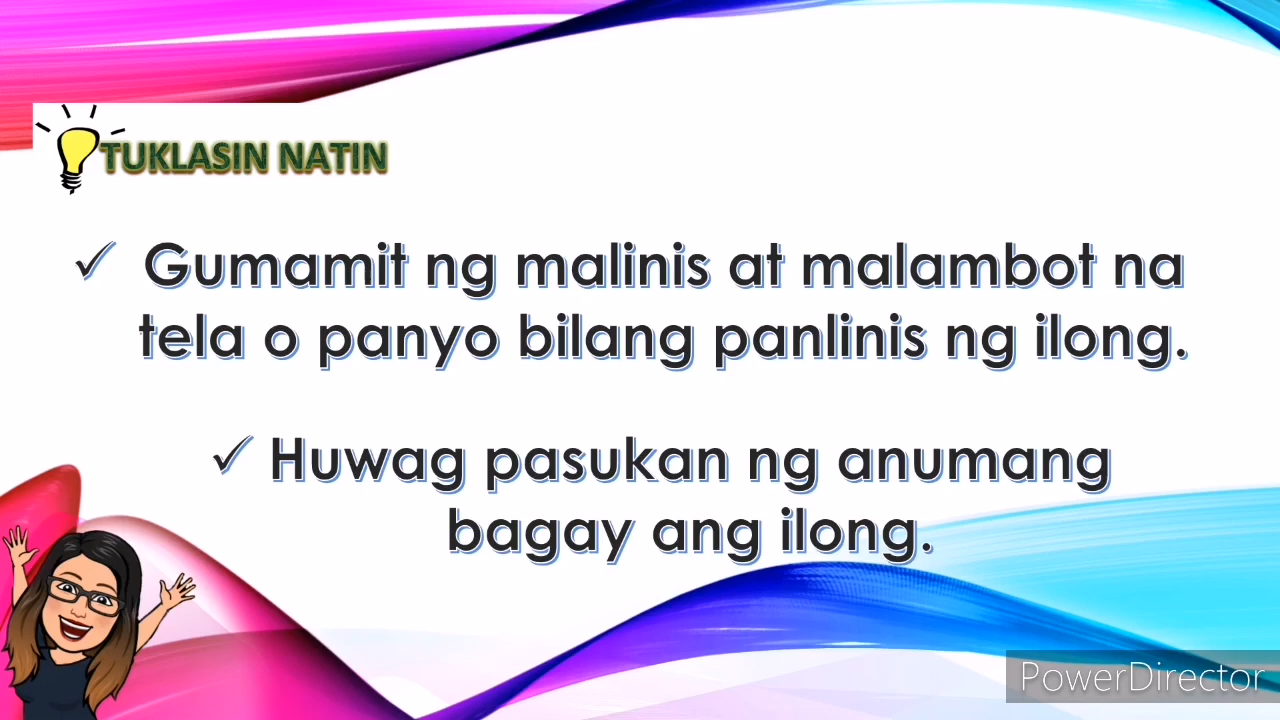 TUKLASIN NATIN
✓ Gumamit ng malinis at malambot na
tela o panyo bilang panlinis ng ilong.
✓ Huwag pasukan ng anumang
bagay ang ilong.
PowerDirector